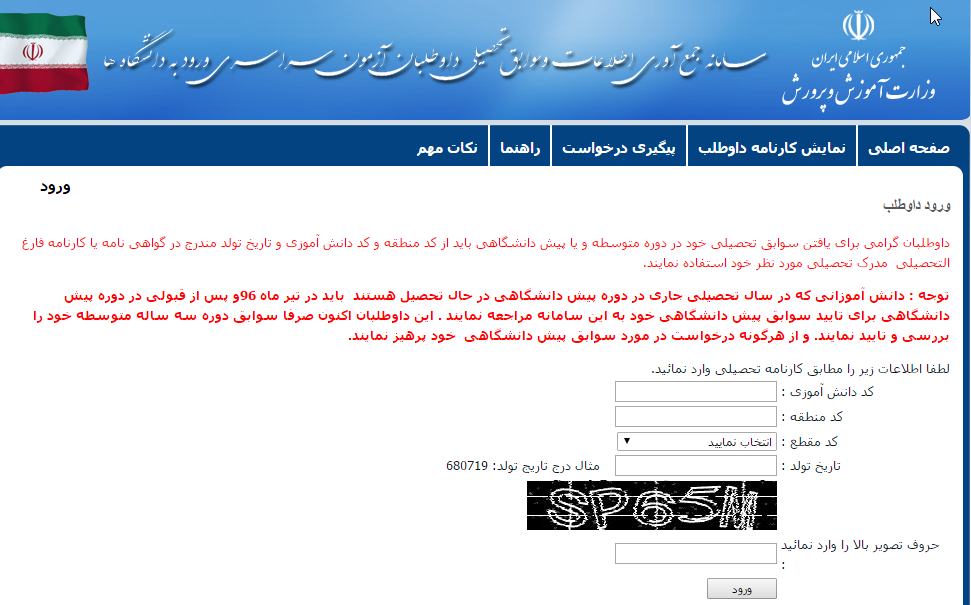 جمهوری اسلامی ایران
وزارت آموزش و پرورش
سامانه جمع آوری اطلاعات و سوابق تحصیلی داوطلبان آزمون سراسری ورود به دانشگاه ها
صفحه اصلی
نمایش کارنامه داوطلب
پیگیری درخواست
راهنما
نکات مهم
ورود
ورود داوطلب
داوطلبان گرامی برای یافتن سوابق تحصیلی خود در دوره متوسطه و یا پیش دانشگاهی باید از کد منطقه و کد دانش آموزی و تاریخ تولد مندرج در گواهی نامه یا کارنامه فارغ
التحصیلی مدرک تحصیلی مورد نظر خود استفاده نمایند.
توجه : دانش آموزانی که در سال تحصیلی جاری در دوره پیش دانشگاهی در حال تحصیل هستند باید در تیر ماه 96و پس از قبولی در دوره پیش
دانشگاهی برای تایید سوابق پیش دانشگاهی خود به این سامانه مراجعه نمایند . این داوطلبان اکنون صرفا سوابق دوره سه ساله متوسطه خود را
بررسی و تایید نمایند. و از هرگونه درخواست در مورد سوابق پیش دانشگاهی خود پرهیز نمایند.
لطفا اطلاعات زیر را مطابق کارنامه تحصیلی وارد نمائید.
کد دانش آموزی :
کد منطقه :
کد مقطع : انتخاب نمایید
تاریخ تولد : مثال درج تاریخ تولد: 680719
SP65M
حروف تصویر بالا را وارد نمائید
:
ورود